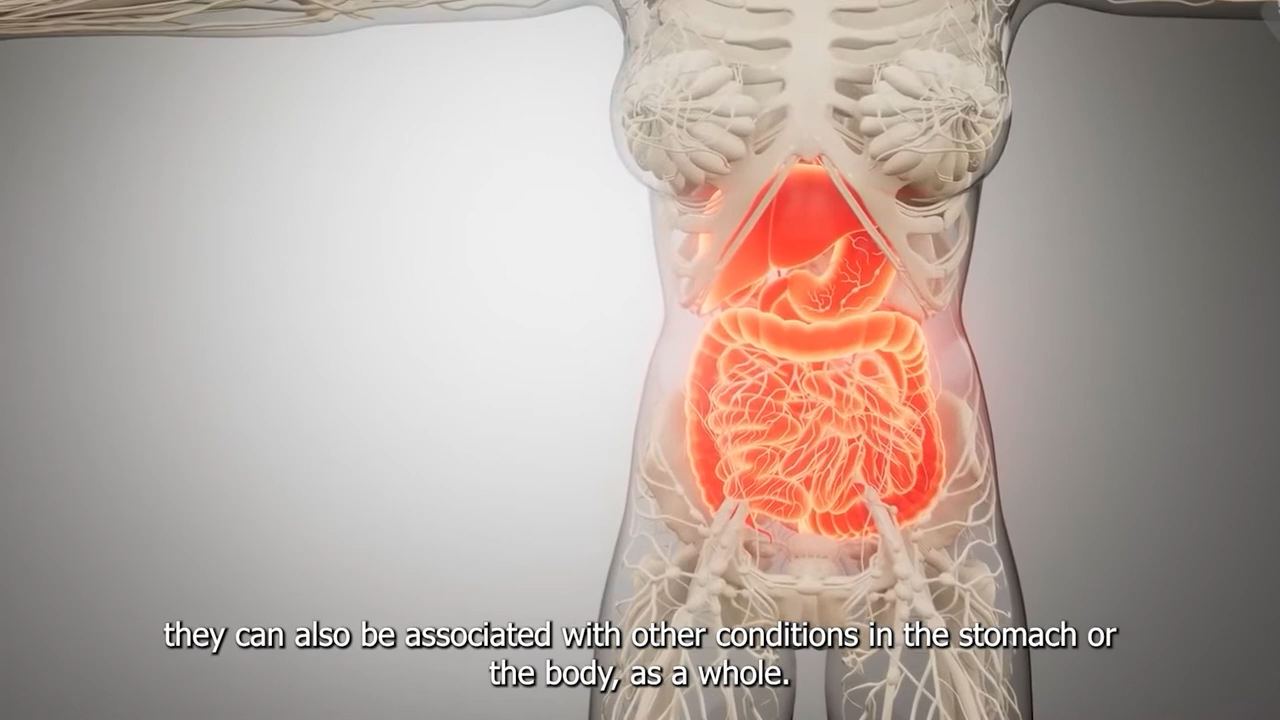 they can also be associated with other conditions in the stomach or
the body, as a whole.